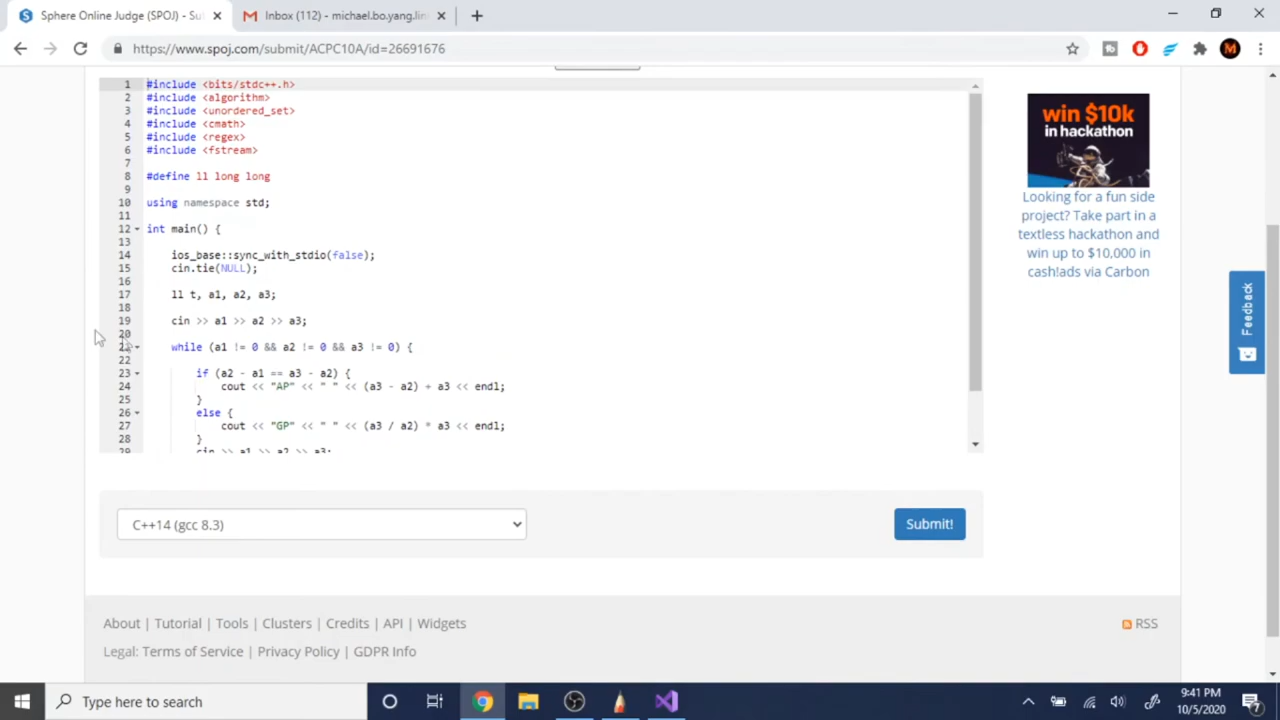 Sphere Online Judge (SPOJ) - Su
Inbox (112) - michael.bo.yang.lin
https://www.spoj.com/submit/ACPC10A/id=26691676
M
1 #include <bits/stdc++.h>
2 #include <algorithm>
3 #include <unordered_set>
4 #include <cmath>
5 #include <regex>
6 #include <fstream>
7
8 #define ll long long
9
10 using namespace std;
11
12 int main() {
13
14 ios_base::sync_with_stdio(false);
15 cin.tie(NULL);
16
17 ll t, a1, a2, a3;
18
19 cin >> a1 >> a2 >> a3;
20
21 while (a1 != 0 && a2 != 0 && a3 != 0) {
22
23 if (a2 - a1 == a3 - a2) {
24 cout << "AP" << " " << (a3 - a2) + a3 << endl;
25 }
26 else {
27 cout << "GP" << " " << (a3 / a2) * a3 << endl;
28 }
29 cin >> a1 >> a2 >> a3;
win $10k
in hackathon
Looking for a fun side
project? Take part in a
textless hackathon and
win up to $10,000 in
cash!ads via Carbon
Feedback
C++14 (gcc 8.3)
Submit!
About | Tutorial | Tools | Clusters | Credits | API | Widgets
RSS
Legal: Terms of Service | Privacy Policy | GDPR Info
Type here to search
9:41 PM
10/5/2020
7